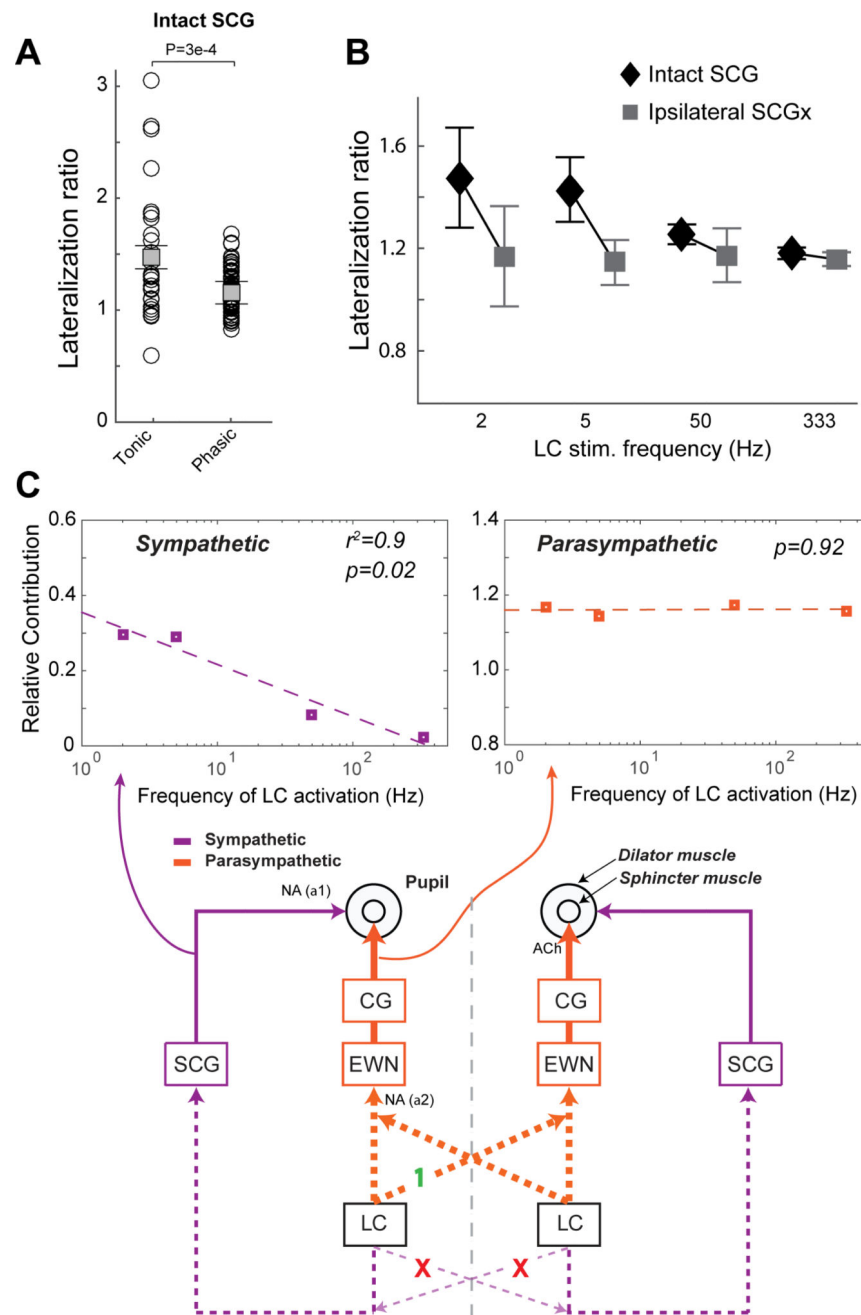 Intact SCG
A
P=3e-4
Lateralization ratio
3
2
1
0
Tonic
Phasic
B
Intact SCG
Ipsilateral SCGx
Lateralization ratio
1.6
1.4
1.2
1
0.8
2 5 50 333
LC stim. frequency (Hz)
C
Relative Contribution
0.6
0.4
0.2
0
Sympathetic
r²=0.9
p=0.02
10⁰ 10¹ 10²
Frequency of LC activation (Hz)
1.4
1.2
1.0
0.8
Parasympathetic
p=0.92
10⁰ 10¹ 10²
Frequency of LC activation (Hz)
Sympathetic
Parasympathetic
NA (a1)
Pupil
Dilator muscle
Sphincter muscle
ACh
CG CG
SCG EWN EWN SCG
NA (a2)
1
LC LC
X X